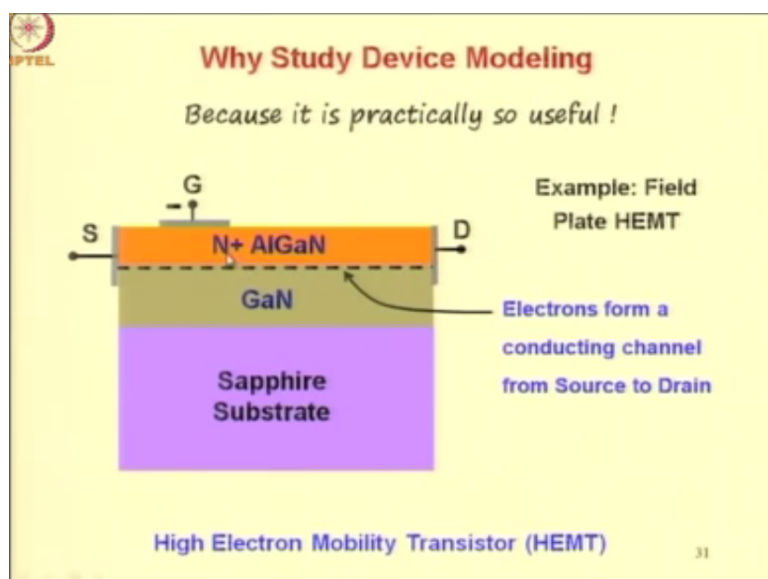 Why Study Device Modeling
Because it is practically so useful !
G
S
D
N+ AlGaN
GaN
Sapphire
Substrate
Example: Field
Plate HEMT
Electrons form a
conducting channel
from Source to Drain
High Electron Mobility Transistor (HEMT)
31